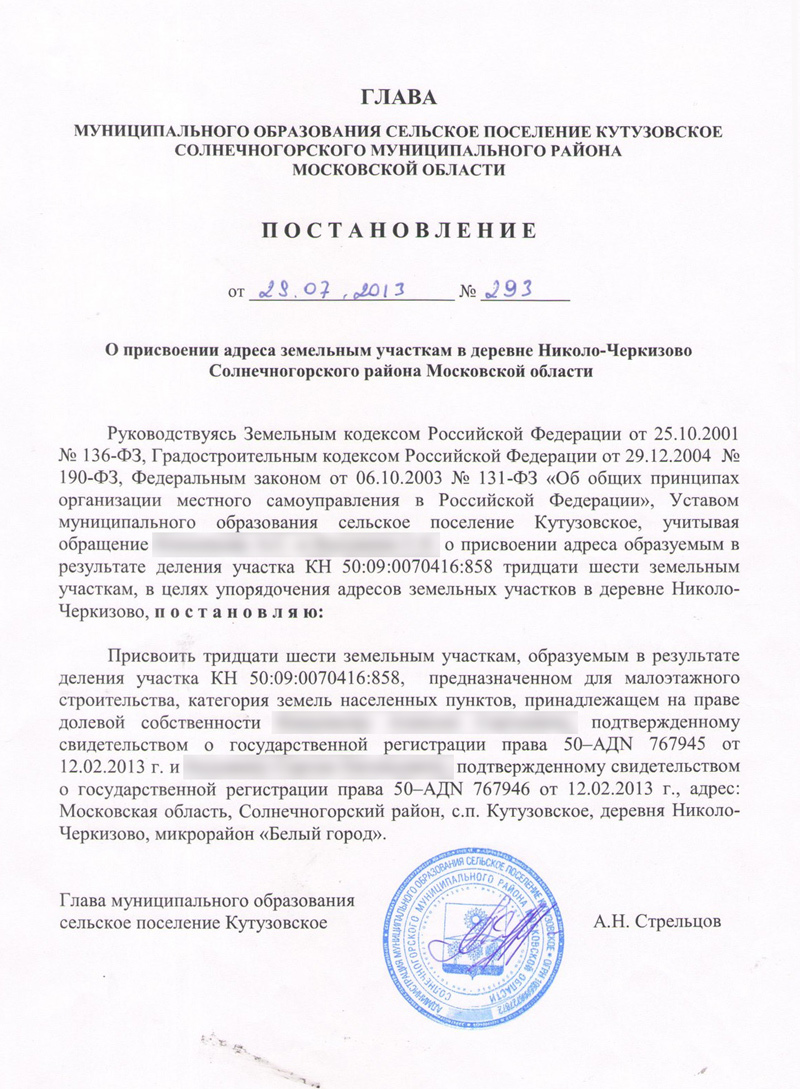 ГЛАВА
МУНИЦИПАЛЬНОГО ОБРАЗОВАНИЯ СЕЛЬСКОЕ ПОСЕЛЕНИЕ КУТУЗОВСКОЕ
СОЛНЕЧНОГОРСКОГО МУНИЦИПАЛЬНОГО РАЙОНА
МОСКОВСКОЙ ОБЛАСТИ
П О С Т А Н О В Л Е Н И Е
от 29.07.2013 № 293
О присвоении адреса земельным участкам в деревне Николо-Черкизово
Солнечногорского района Московской области
Руководствуясь Земельным кодексом Российской Федерации от 25.10.2001
№ 136-ФЗ, Градостроительным кодексом Российской Федерации от 29.12.2004 №
190-ФЗ, Федеральным законом от 06.10.2003 № 131-ФЗ «Об общих принципах
организации местного самоуправления в Российской Федерации», Уставом
муниципального образования сельское поселение Кутузовское, учитывая
обращение о присвоении адреса образуемым в
результате деления участка КН 50:09:0070416:858 тридцати шести земельным
участкам, в целях упорядочения адресов земельных участков в деревне Николо-
Черкизово, п о с т а н о в л я ю:
Присвоить тридцати шести земельным участкам, образуемым в результате
деления участка КН 50:09:0070416:858, предназначенном для малоэтажного
строительства, категория земель населенных пунктов, принадлежащем на праве
долевой собственности подтвержденному
свидетельством о государственной регистрации права 50–АДN 767945 от
12.02.2013 г. и подтвержденному свидетельством
о государственной регистрации права 50–АДN 767946 от 12.02.2013 г., адрес:
Московская область, Солнечногорский район, с.п. Кутузовское, деревня Николо-
Черкизово, микрорайон «Белый город».
Глава муниципального образования
сельское поселение Кутузовское
А.Н. Стрельцов
АДМИНИСТРАЦИЯ МУНИЦИПАЛЬНОГО ОБРАЗОВАНИЯ СЕЛЬСКОЕ ПОСЕЛЕНИЕ КУТУЗОВСКОЕ
СОЛНЕЧНОГОРСКОГО МУНИЦИПАЛЬНОГО РАЙОНА МОСКОВСКОЙ ОБЛАСТИ